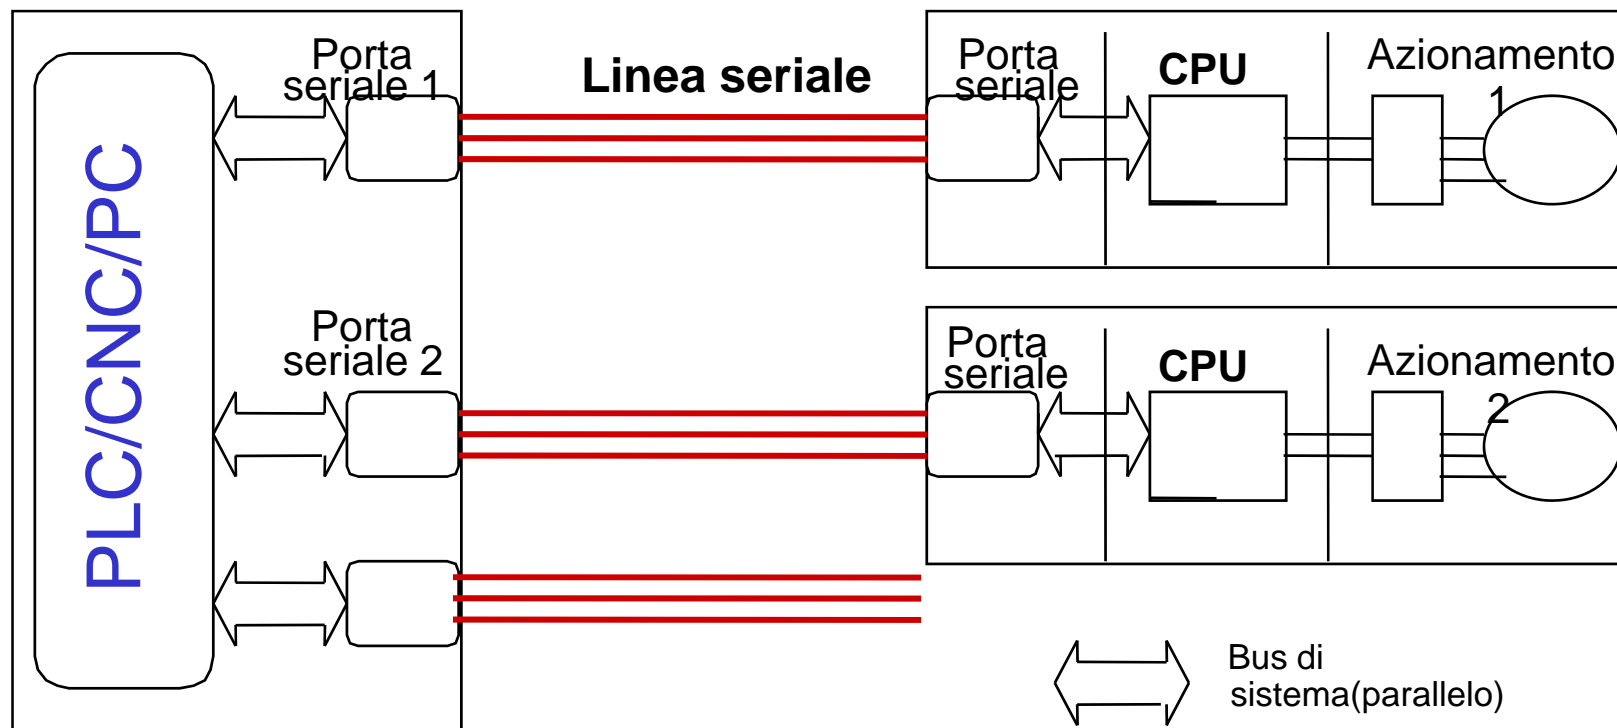 Porta
seriale 1
Linea seriale
Porta
seriale
CPU
Azionamento
1
PLC/CNC/PC
Porta
seriale 2
Porta
seriale
CPU
Azionamento
2
Bus di
sistema(parallelo)